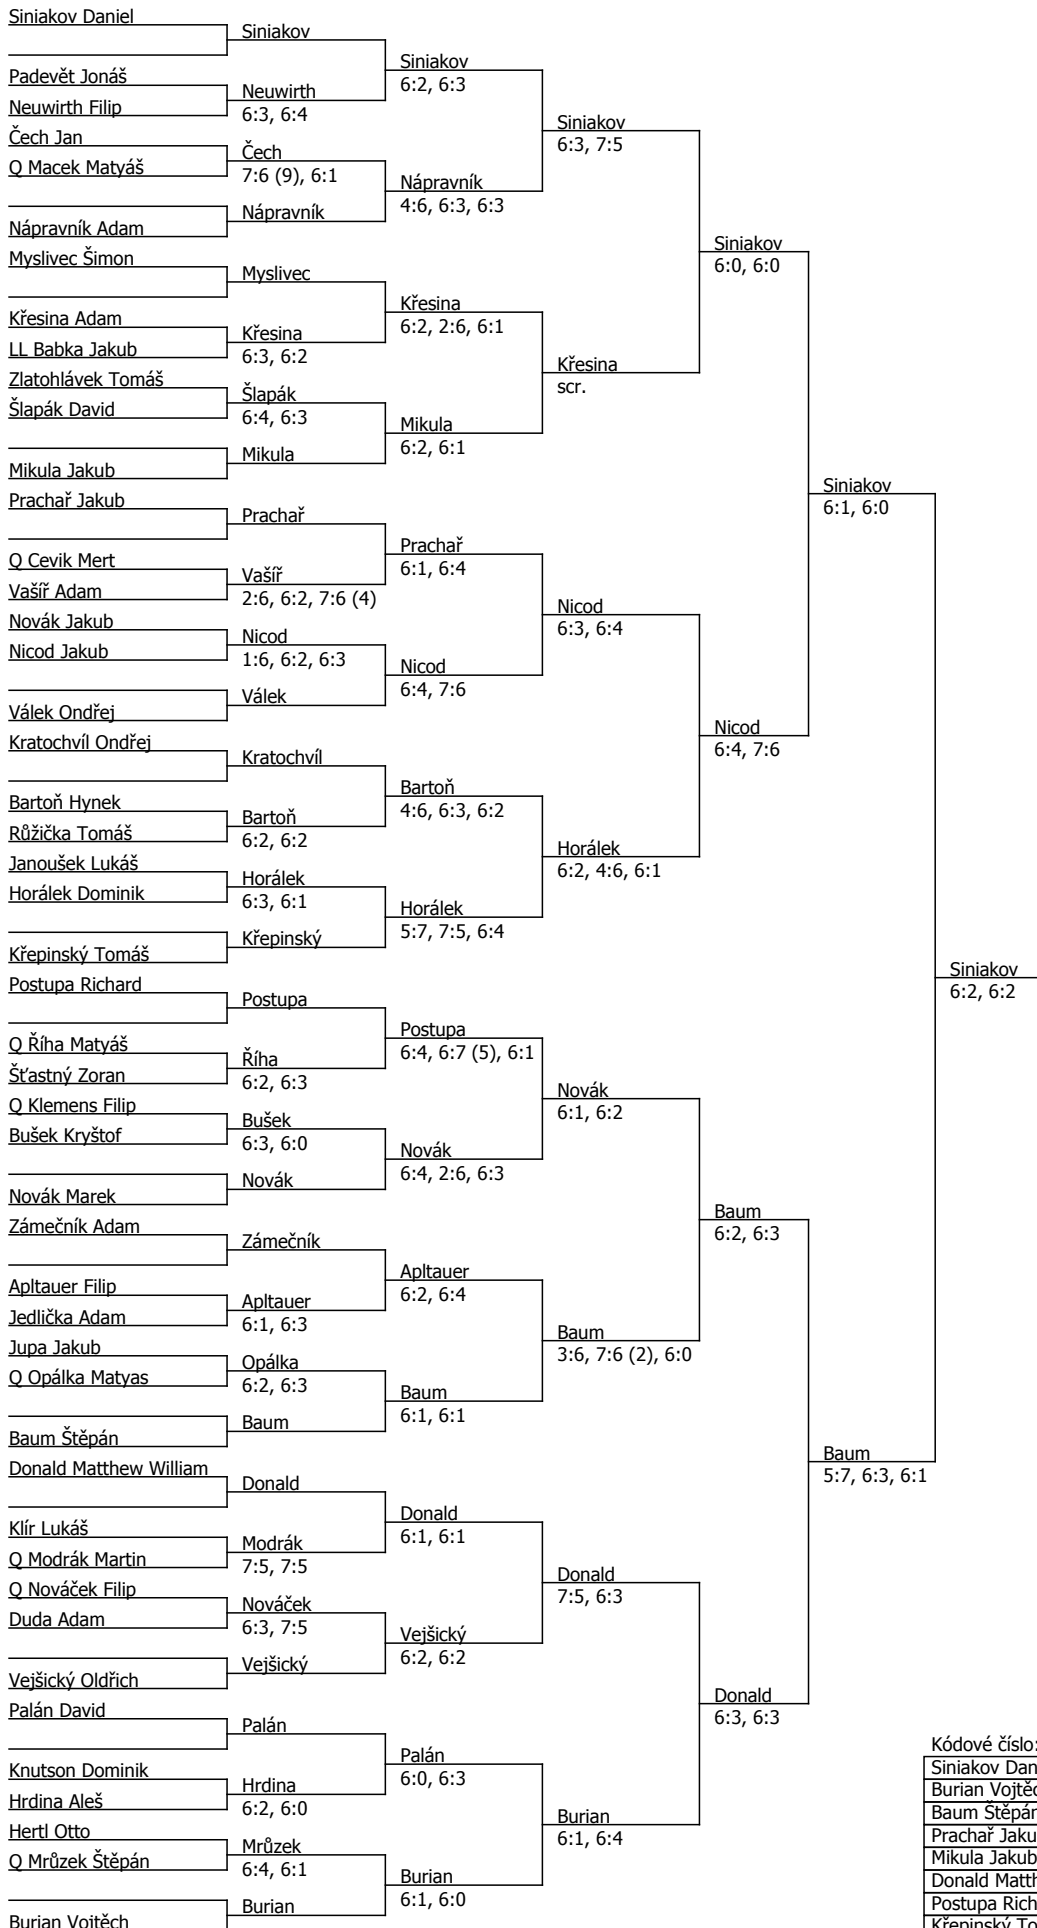 Siniakov Daniel
Padevět Jonáš
Neuwirth Filip
Čech Jan
Q Macek Matyáš
Nápravník Adam
Myslivec Šimon
Křesina Adam
LL Babka Jakub
Zlatohlávek Tomáš
Šlapák David
Mikula Jakub
Prachař Jakub
Q Cevik Mert
Vašíř Adam
Novák Jakub
Nicod Jakub
Válek Ondřej
Kratochvíl Ondřej
Bartoň Hynek
Růžička Tomáš
Janoušek Lukáš
Horálek Dominik
Křepinský Tomáš
Postupa Richard
Q Říha Matyáš
Šťastný Zoran
Q Klemens Filip
Bušek Kryštof
Novák Marek
Zámečník Adam
Apltauer Filip
Jedlička Adam
Jupa Jakub
Q Opálka Matyas
Baum Štěpán
Donald Matthew William
Klír Lukáš
Q Modrák Martin
Q Nováček Filip
Duda Adam
Vejšický Oldřich
Palán David
Knutson Dominik
Hrdina Aleš
Hertl Otto
Q Mrůzek Štěpán
Burian Vojtěch
Siniakov
Neuwirth
6:3, 6:4
Čech
7:6 (9), 6:1
Nápravník
Myslivec
Křesina
6:3, 6:2
Šlapák
6:4, 6:3
Mikula
Prachař
Vašíř
2:6, 6:2, 7:6 (4)
Nicod
1:6, 6:2, 6:3
Válek
Kratochvíl
Bartoň
6:2, 6:2
Horálek
6:3, 6:1
Křepinský
Postupa
Říha
6:2, 6:3
Bušek
6:3, 6:0
Novák
Zámečník
Apltauer
6:1, 6:3
Opálka
6:2, 6:3
Baum
Donald
Modrák
7:5, 7:5
Nováček
6:3, 7:5
Vejšický
Palán
Hrdina
6:2, 6:0
Mrůzek
6:4, 6:1
Burian
Siniakov
6:2, 6:3
Nápravník
4:6, 6:3, 6:3
Křesina
6:2, 2:6, 6:1
Mikula
6:2, 6:1
Prachař
6:1, 6:4
Nicod
6:4, 7:6
Bartoň
4:6, 6:3, 6:2
Horálek
5:7, 7:5, 6:4
Postupa
6:4, 6:7 (5), 6:1
Novák
6:4, 2:6, 6:3
Apltauer
6:2, 6:4
Baum
6:1, 6:1
Donald
6:1, 6:1
Vejšický
6:2, 6:2
Palán
6:0, 6:3
Burian
6:1, 6:0
Siniakov
6:3, 7:5
Křesina
scr.
Nicod
6:3, 6:4
Horálek
6:2, 4:6, 6:1
Novák
6:1, 6:2
Baum
3:6, 7:6 (2), 6:0
Donald
7:5, 6:3
Burian
6:1, 6:4
Siniakov
6:0, 6:0
Nicod
6:4, 7:6
Baum
6:2, 6:3
Donald
6:3, 6:3
Siniakov
6:1, 6:0
Baum
5:7, 6:3, 6:1
Siniakov
6:2, 6:2
Kódové číslo:
Siniakov Dan
Burian Vojtěc
Baum Štěpán
Prachař Jaku
Mikula Jakub
Donald Matth
Postupa Rich
Křepinský To